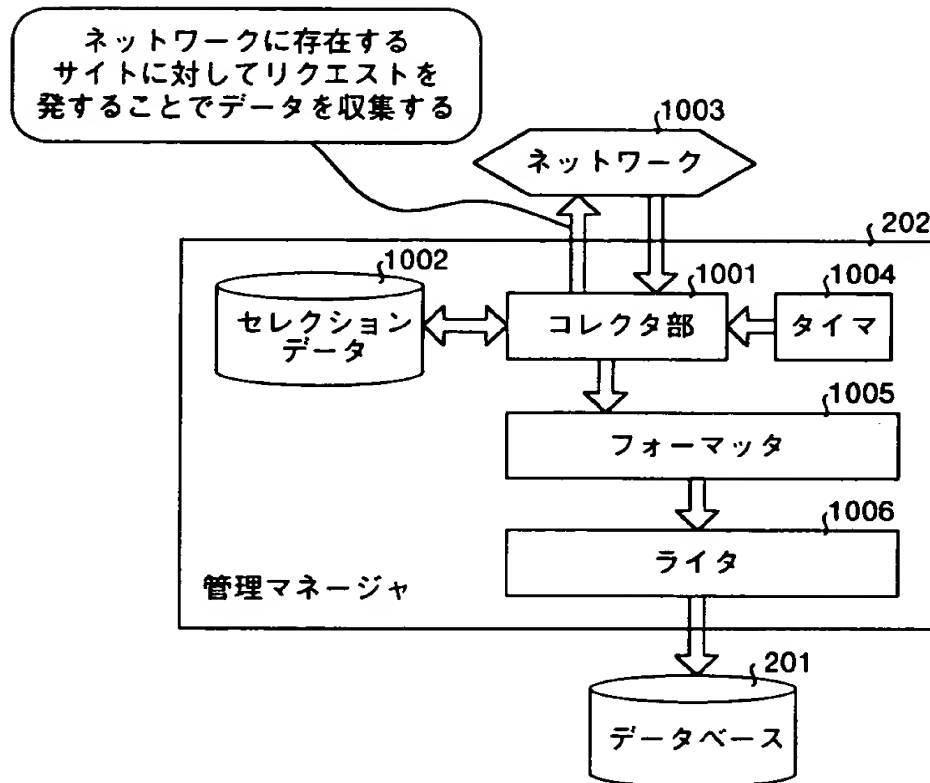 ネットワークに存在する
サイトに対してリクエストを
発することでデータを収集する
1003
ネットワーク
202
1002
セレクション
データ
1001
コレクタ部
1004
タイマ
1005
フォーマッタ
1006
ライタ
管理マネージャ
201
データベース